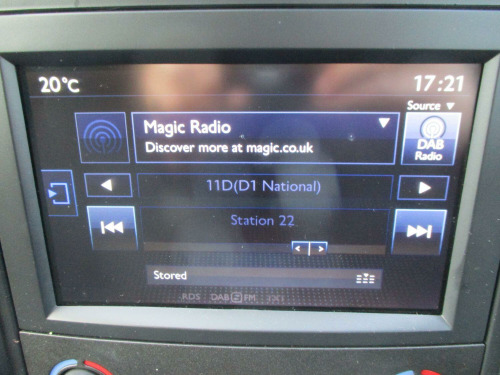 20°C
17:21
Source
Magic Radio
Discover more at magic.co.uk
DAB
Radio
11D(D1 National)
Station 22
Stored
RDS DAB FM